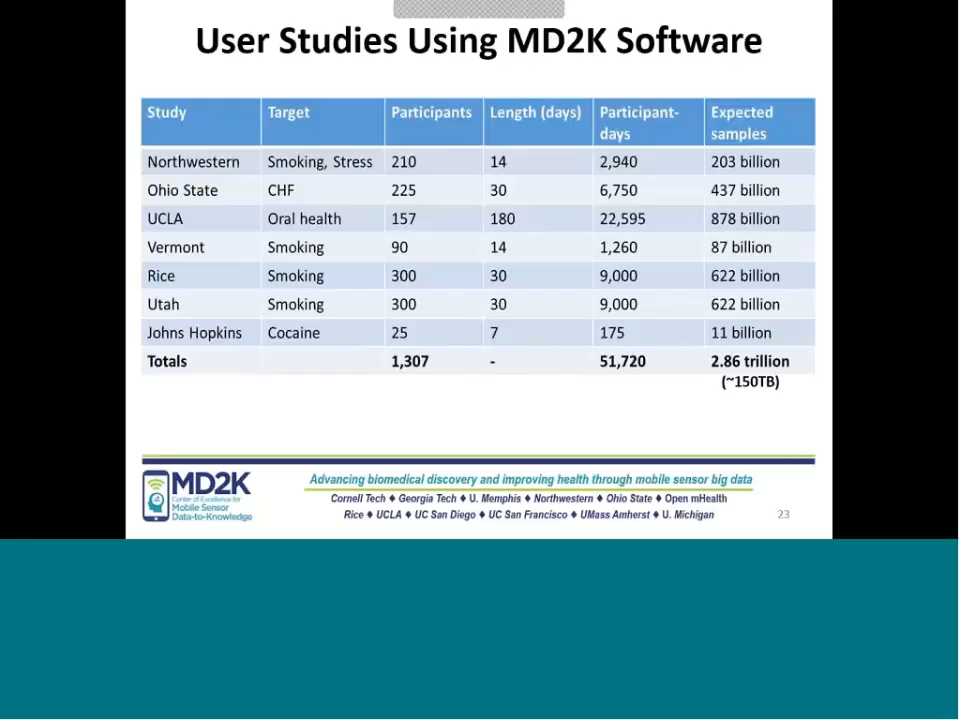 User Studies Using MD2K Software
Study Target Participants Length (days) Participant-days Expected samples
Northwestern Smoking, Stress 210 14 2,940 203 billion
Ohio State CHF 225 30 6,750 437 billion
UCLA Oral health 157 180 22,595 878 billion
Vermont Smoking 90 14 1,260 87 billion
Rice Smoking 300 30 9,000 622 billion
Utah Smoking 300 30 9,000 622 billion
Johns Hopkins Cocaine 25 7 175 11 billion
Totals 1,307 - 51,720 2.86 trillion
(~150TB)
MD2K
Center of Excellence for
Mobile Sensor
Data-to-Knowledge
Advancing biomedical discovery and improving health through mobile sensor big data
Cornell Tech ♦ Georgia Tech ♦ U. Memphis ♦ Northwestern ♦ Ohio State ♦ Open mHealth
Rice ♦ UCLA ♦ UC San Diego ♦ UC San Francisco ♦ UMass Amherst ♦ U. Michigan
23